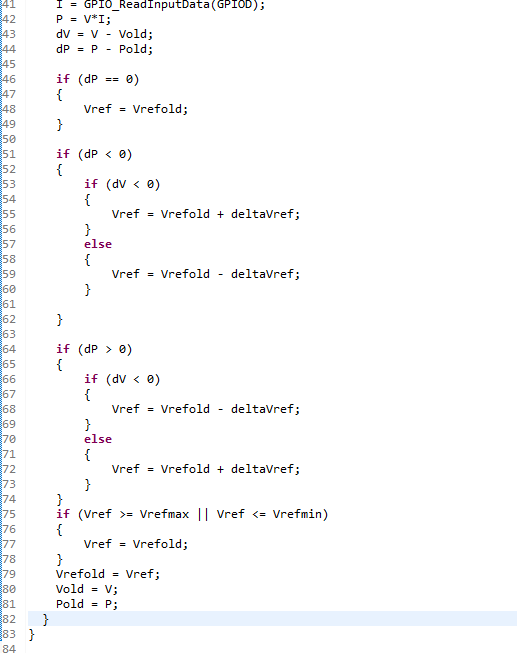 41 I = GPIO_ReadInputData(GPIOD);
42 P = V*I;
43 dV = V - Vold;
44 dP = P - Pold;
45
46 if (dP == 0)
47 {
48 Vref = Vrefold;
49 }
50
51 if (dP < 0)
52 {
53 if (dV < 0)
54 {
55 Vref = Vrefold + deltaVref;
56 }
57 else
58 {
59 Vref = Vrefold - deltaVref;
60 }
61
62 }
63
64 if (dP > 0)
65 {
66 if (dV < 0)
67 {
68 Vref = Vrefold - deltaVref;
69 }
70 else
71 {
72 Vref = Vrefold + deltaVref;
73 }
74 }
75 if (Vref >= Vrefmax || Vref <= Vrefmin)
76 {
77 Vref = Vrefold;
78 }
79 Vrefold = Vref;
80 Vold = V;
81 Pold = P;
82 }
83 }
84